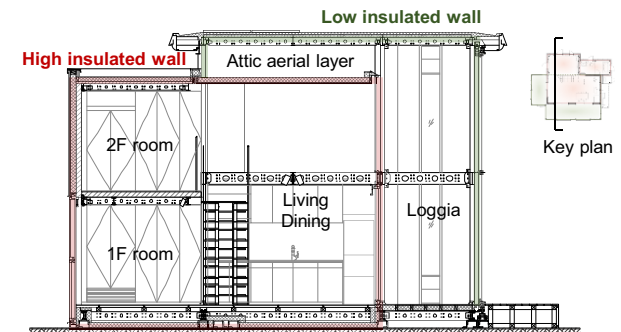 Low insulated wall
High insulated wall
Attic aerial layer
2F room
Key plan
Living
Dining
Loggia
1F room